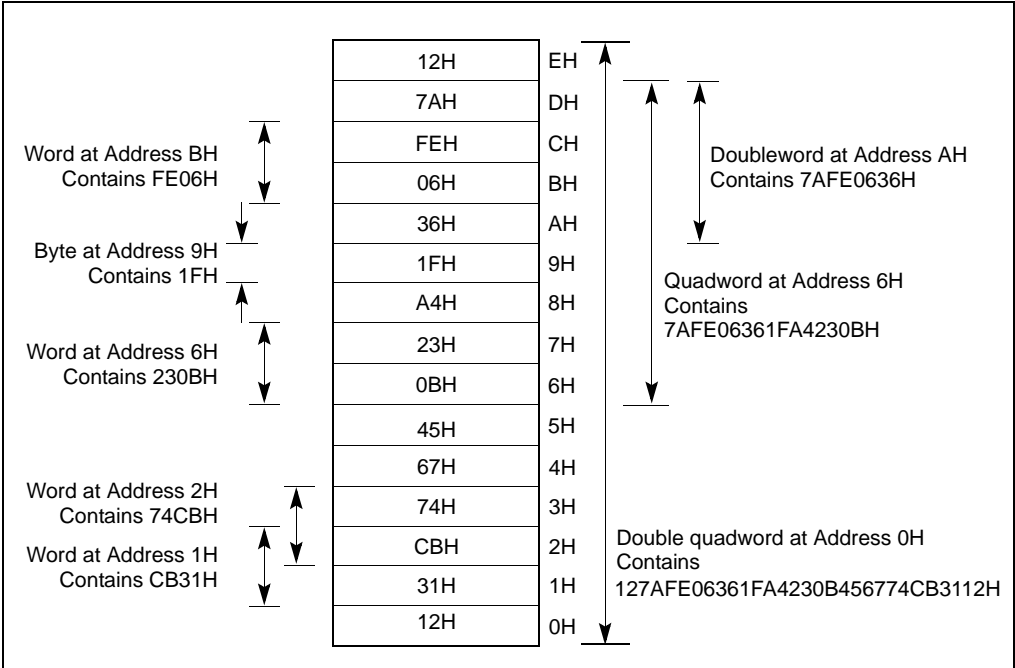 12H EH
7AH DH
FEH CH
06H BH
36H AH
1FH 9H
A4H 8H
23H 7H
0BH 6H
45H 5H
67H 4H
74H 3H
CBH 2H
31H 1H
12H 0H
Word at Address BH
Contains FE06H
Byte at Address 9H
Contains 1FH
Word at Address 6H
Contains 230BH
Word at Address 2H
Contains 74CBH
Word at Address 1H
Contains CB31H
Doubleword at Address AH
Contains 7AFE0636H
Quadword at Address 6H
Contains
7AFE06361FA4230BH
Double quadword at Address 0H
Contains
127AFE06361FA4230B456774CB3112H